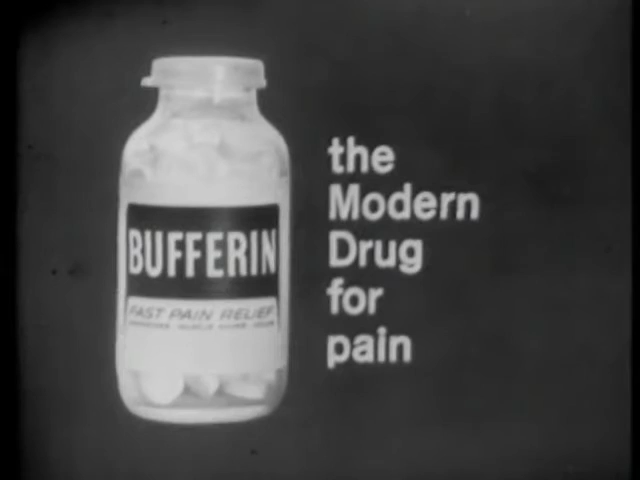 BUFFERIN
FAST PAIN RELIEF
the
Modern
Drug
for
pain